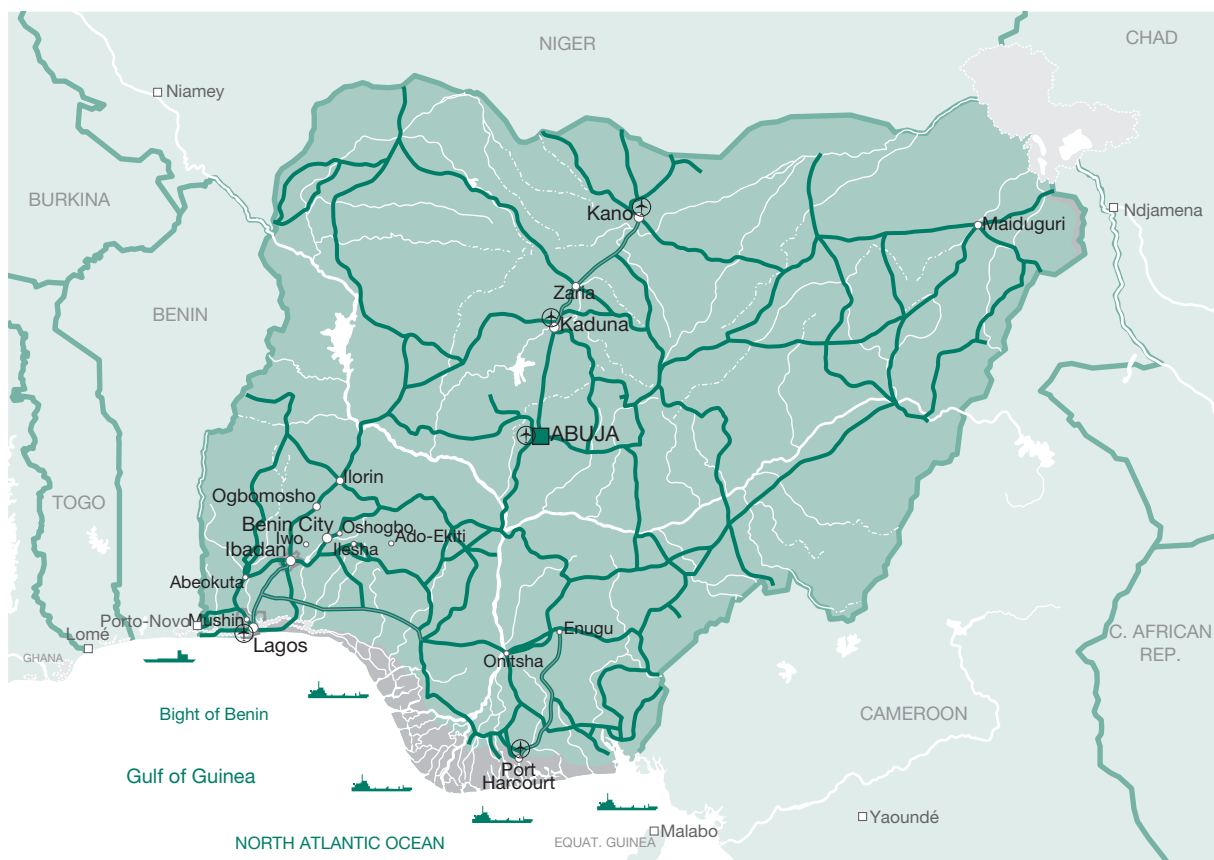 NIGER
CHAD
Niamey
BURKINA
Kano
Ndjamena
Maiduguri
Zaria
BENIN
Kaduna
ABUJA
Ilorin
Ogbomosho
TOGO
Benin City
Oshogbo
Iwo
Ado-Ekiti
Ibadan
Ilesha
Abeokuta
Porto-Novo
Mushin
Enugu
Lomé
Lagos
C. AFRICAN
REP.
GHANA
Onitsha
Bight of Benin
CAMEROON
Gulf of Guinea
Port
Harcourt
Yaoundé
Malabo
NORTH ATLANTIC OCEAN
EQUAT. GUINEA